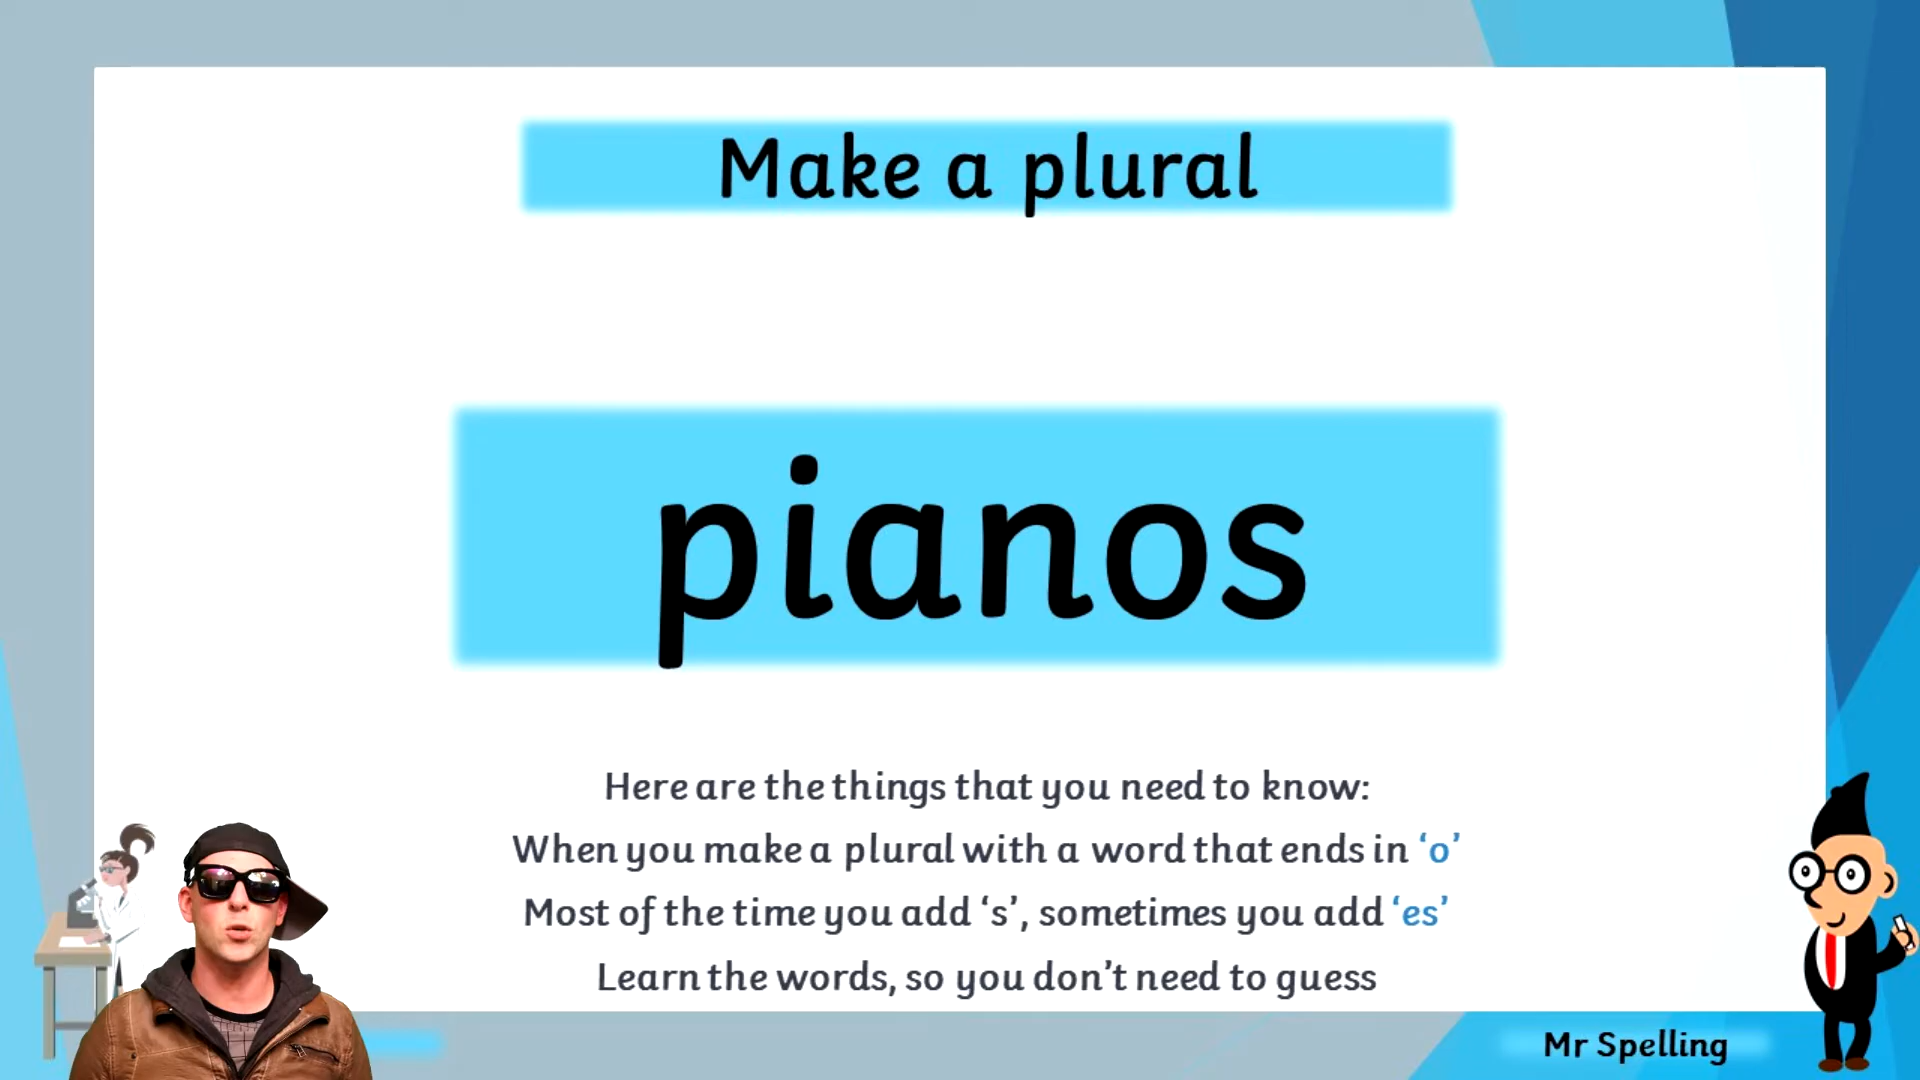 Make a plural
pianos
Here are the things that you need to know:
When you make a plural with a word that ends in ‘o’
Most of the time you add ‘s’, sometimes you add ‘es’
Learn the words, so you don’t need to guess
Mr Spelling